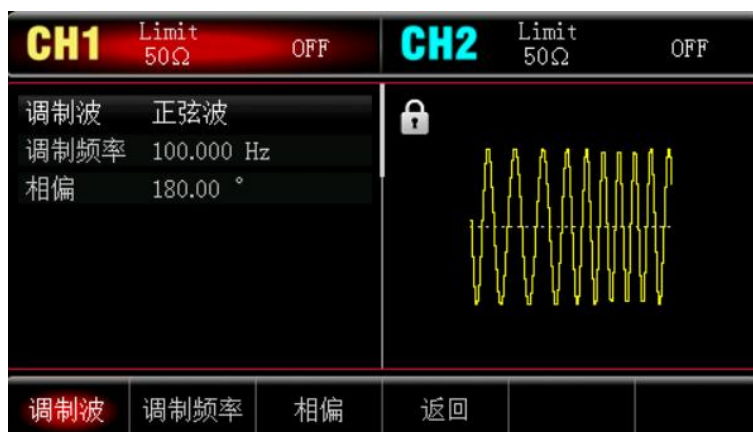 CH1 Limit 50Ω OFF CH2 Limit 50Ω OFF
调制波 正弦波
调制频率 100.000 Hz
相偏 180.00 °
调制波 调制频率 相偏 返回